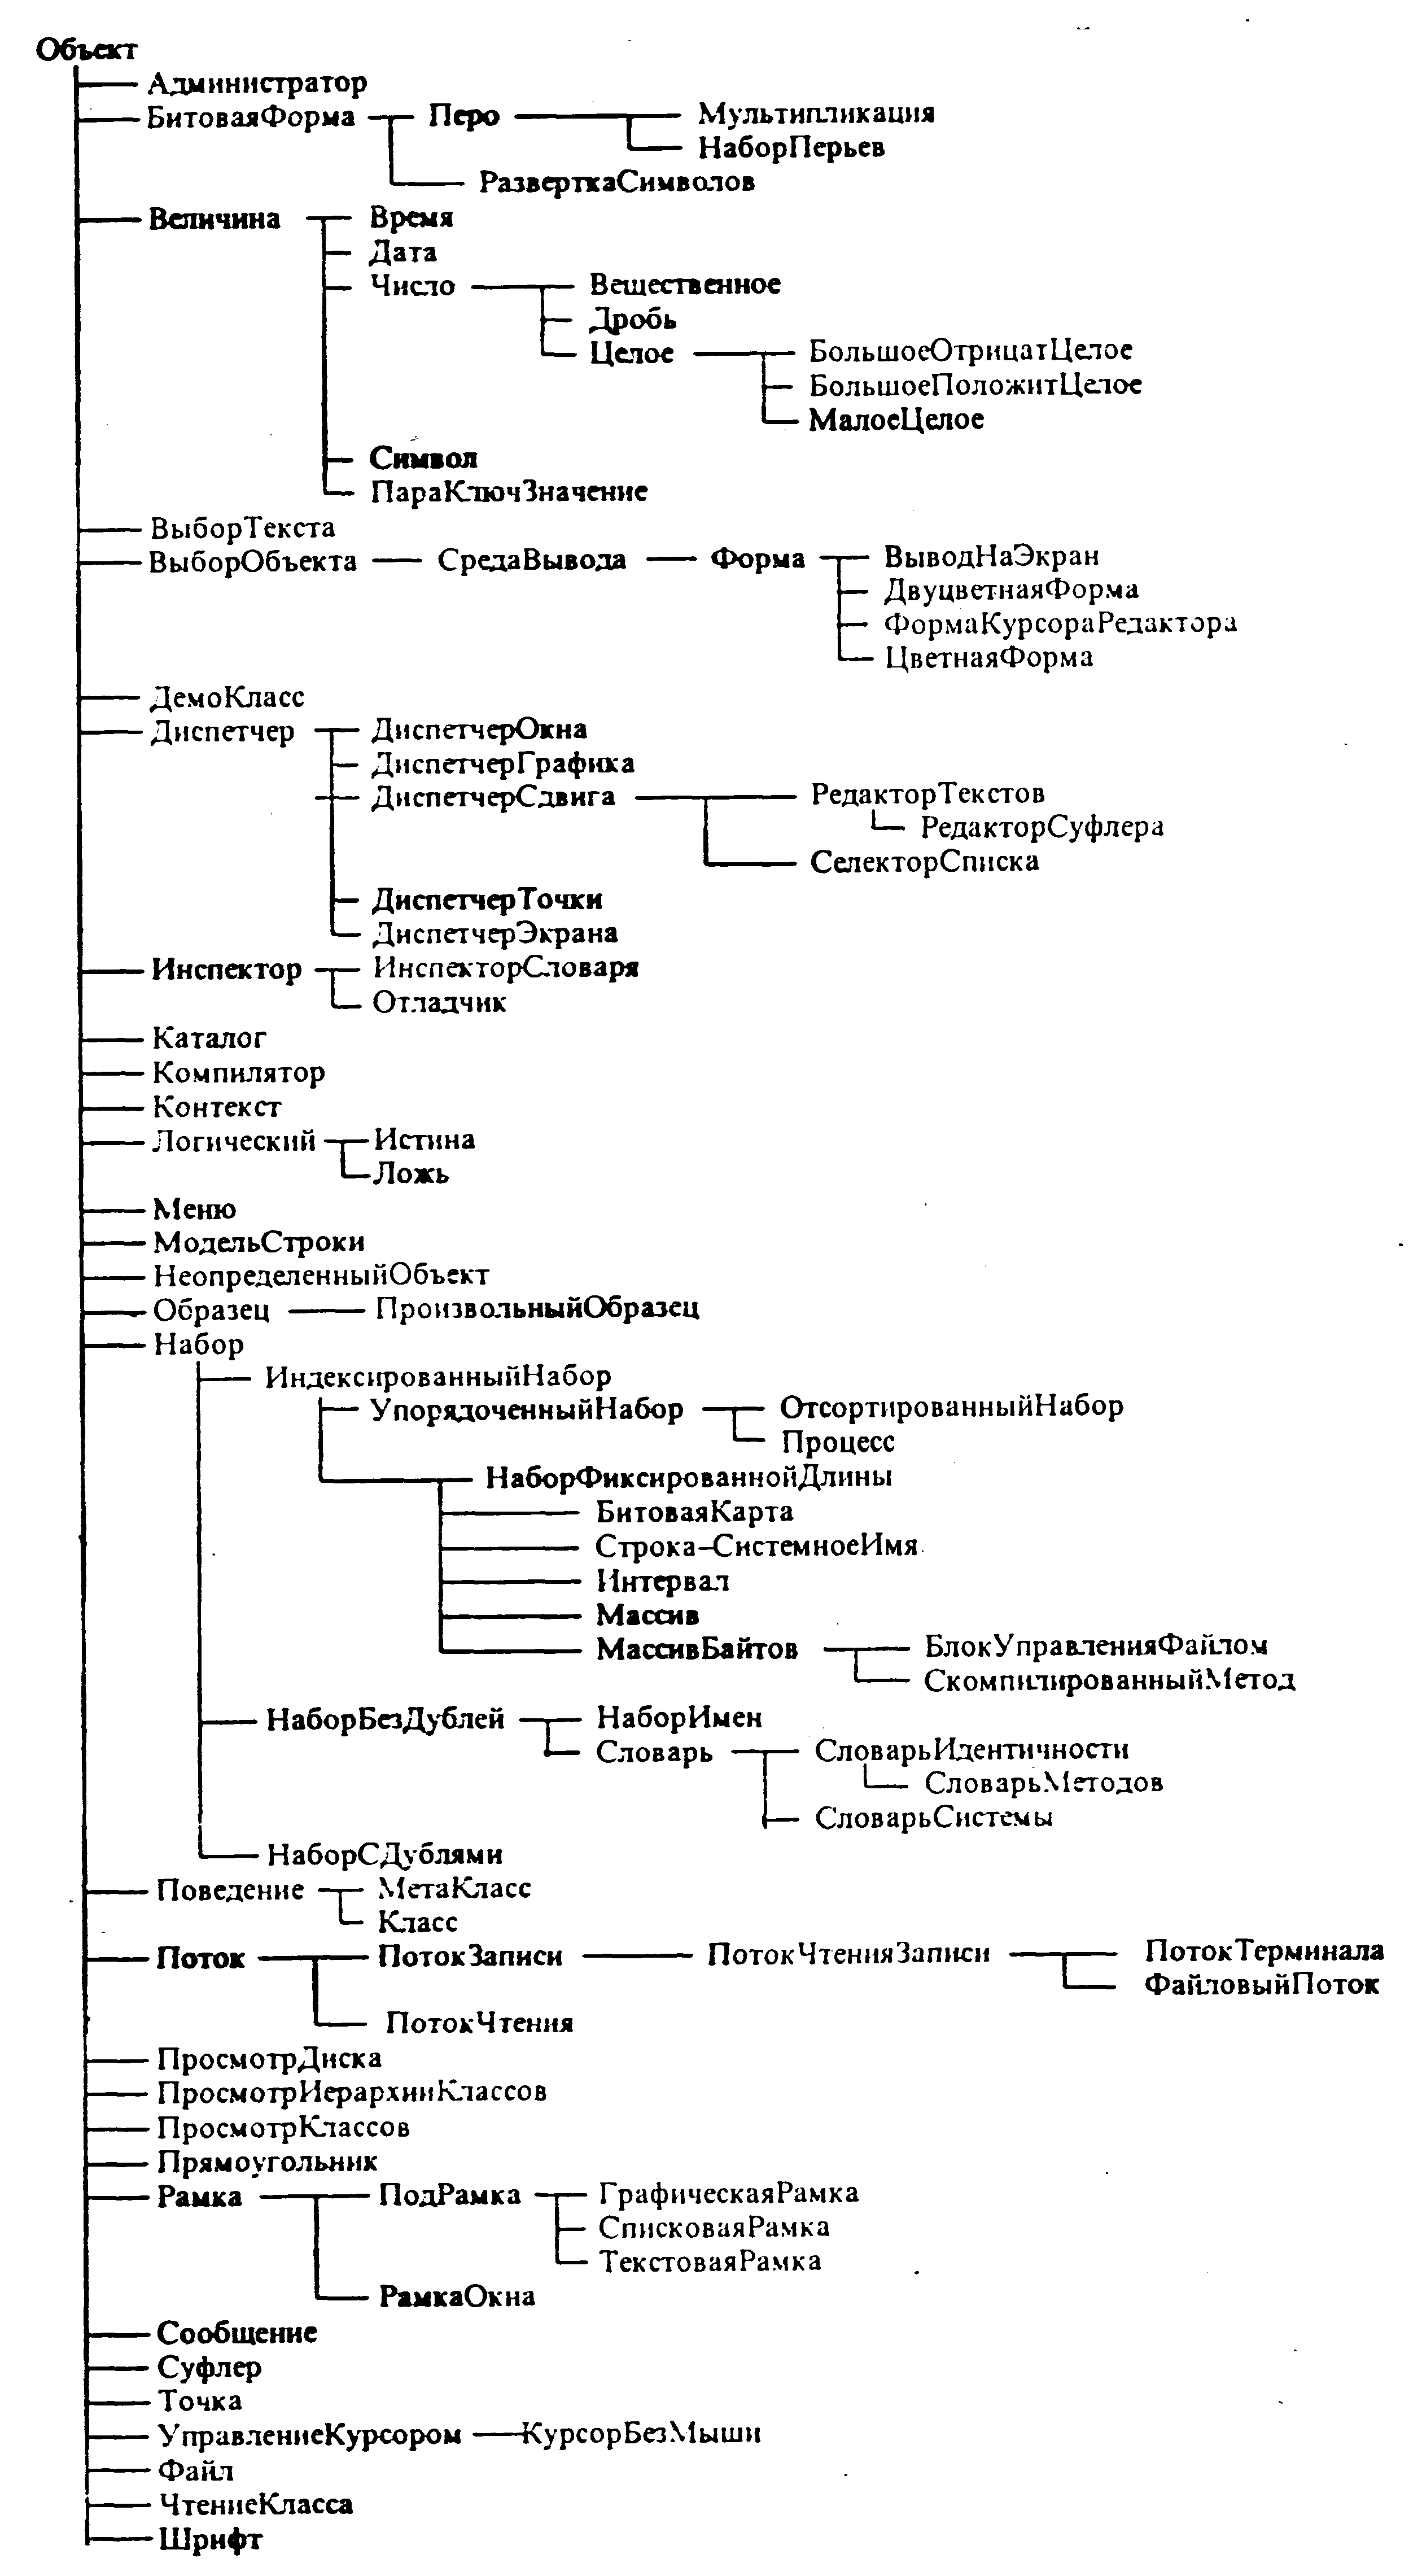 Объект
Администратор
БитоваяФорма Перо Мультипликация
НаборПерьев
РазверткаСимволов
Величина Время
Дата
Число Вещественное
Дробь
Целое БольшоеОтрицатЦелое
БольшоеПоложитЦелое
МалоеЦелое
Символ
ПараКлючЗначение
ВыборТекста
ВыборОбъекта СредаВывода Форма ВыводНаЭкран
ДвуцветнаяФорма
ФормаКурсораРедактора
ЦветнаяФорма
ДемоКласс
Диспетчер ДиспетчерОкна
ДиспетчерГрафика
ДиспетчерСдвига РедакторТекстов
РедакторСуфлера
СелекторСписка
ДиспетчерТочки
ДиспетчерЭкрана
Инспектор ИнспекторСловаря
Отладчик
Каталог
Компилятор
Контекст
Логический Истина
Ложь
Меню
МодельСтроки
НеопределенныйОбъект
Образец ПроизвольныйОбразец
Набор
ИндексированныйНабор
УпорядоченныйНабор ОтсортированныйНабор
Процесс
НаборФиксированнойДлины
БитоваяКарта
Строка–СистемноеИмя
Интервал
Массив
МассивБайтов БлокУправленияФайлом
СкомпилированныйМетод
НаборБезДублей НаборИмен
Словарь СловарьИдентичности
СловарьМетодов
СловарьСистемы
НаборСДублями
Поведение МетаКласс
Класс
Поток ПотокЗаписи ПотокЧтенияЗаписи ПотокТерминала
ФайловыйПоток
ПотокЧтения
ПросмотрДиска
ПросмотрИерархииКлассов
ПросмотрКлассов
Прямоугольник
Рамка ПодРамка ГрафическаяРамка
СписковаяРамка
ТекстоваяРамка
РамкаОкна
Сообщение
Суфлер
Точка
УправлениеКурсором КурсорБезМыши
Файл
ЧтениеКласса
Шрифт